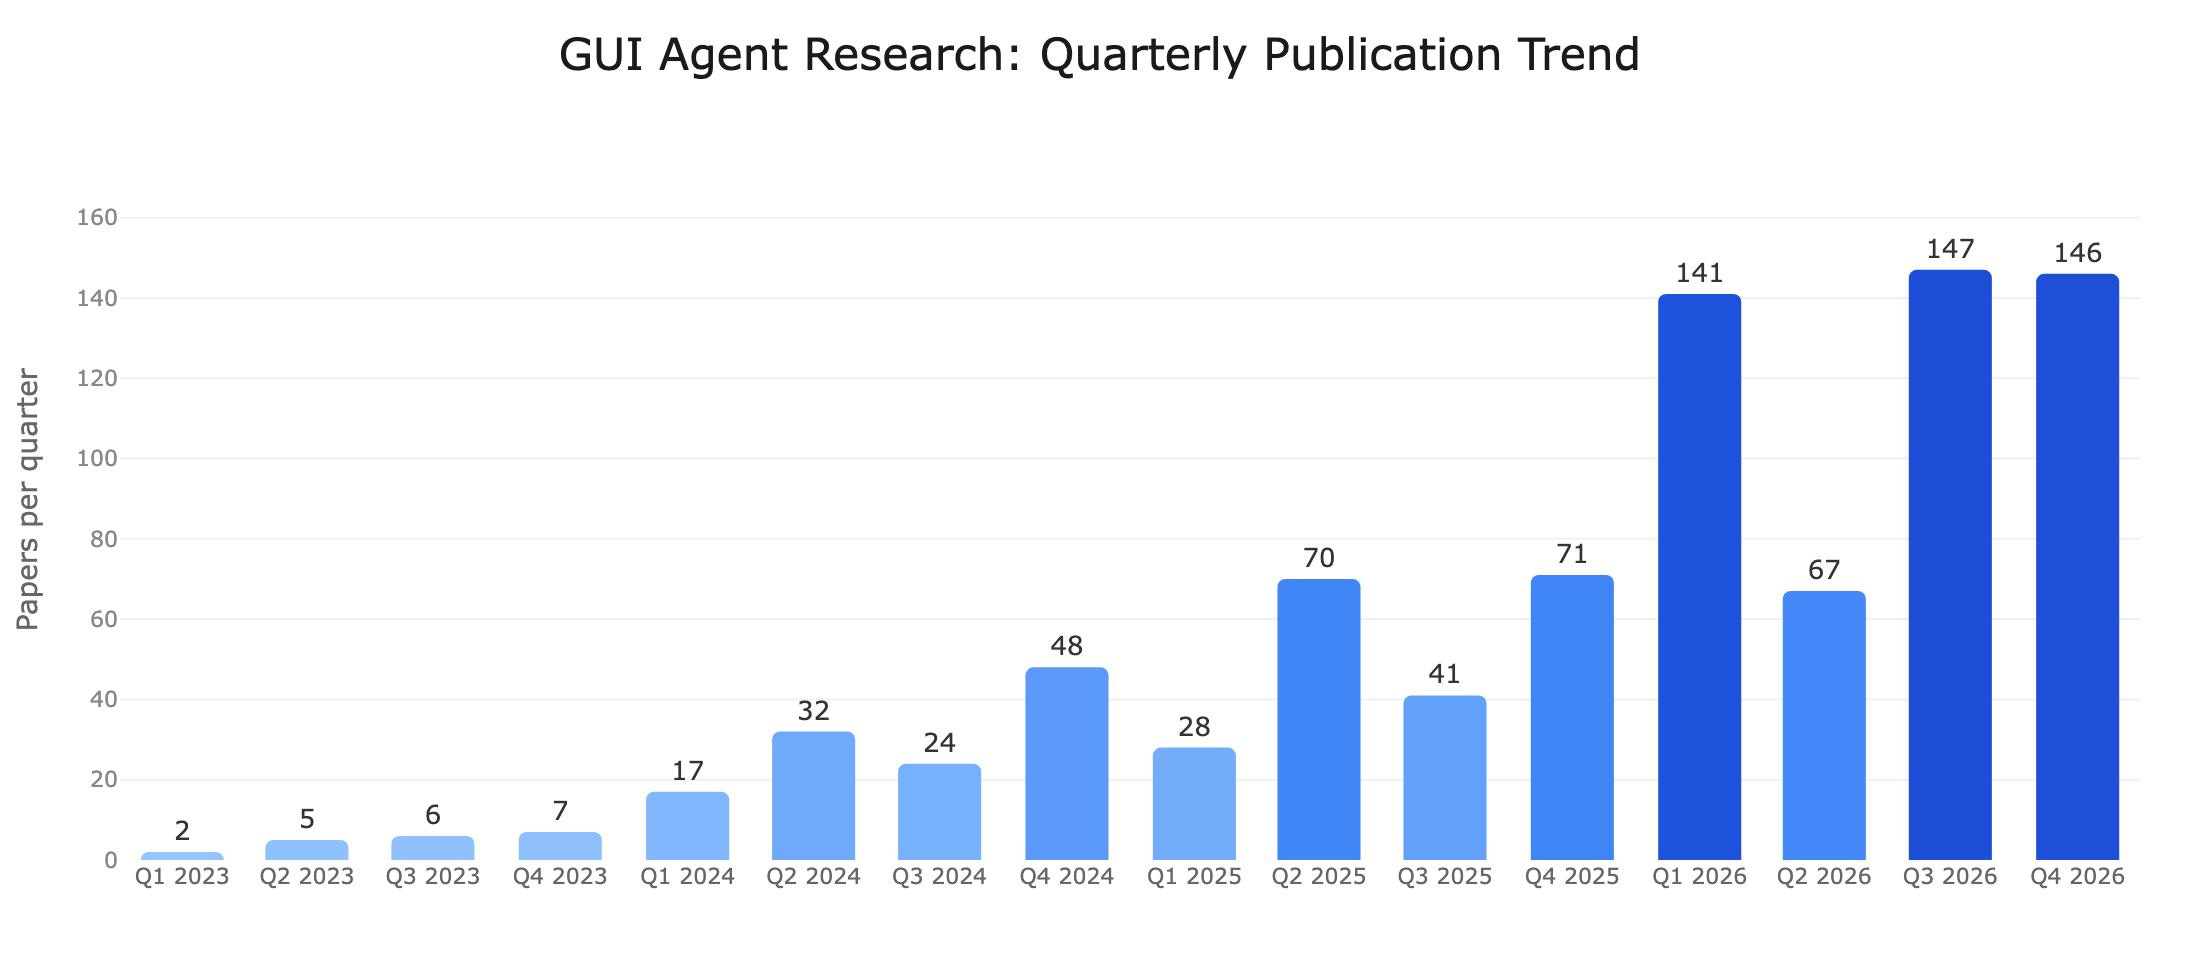 GUI Agent Research: Quarterly Publication Trend
Papers per quarter
160
140
120
100
80
60
40
20
0
2
5
6
7
17
32
24
48
28
70
41
71
141
67
147
146
Q1 2023
Q2 2023
Q3 2023
Q4 2023
Q1 2024
Q2 2024
Q3 2024
Q4 2024
Q1 2025
Q2 2025
Q3 2025
Q4 2025
Q1 2026
Q2 2026
Q3 2026
Q4 2026